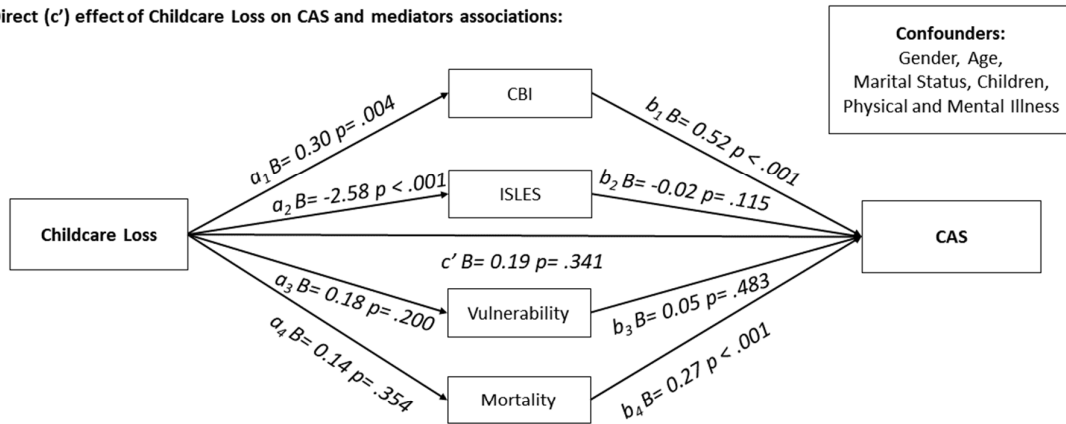 Direct (c’) effect of Childcare Loss on CAS and mediators associations:
Confounders:
Gender, Age,
Marital Status, Children,
Physical and Mental Illness
CBI
a₁ B= 0.30 p= .004
b₁ B= 0.52 p < .001
ISLES
a₂ B= -2.58 p < .001
b₂ B= -0.02 p= .115
Childcare Loss
CAS
c’ B= 0.19 p= .341
a₃ B= 0.18 p= .200
Vulnerability
b₃ B= 0.05 p= .483
a₄ B= 0.14 p= .354
Mortality
b₄ B= 0.27 p < .001